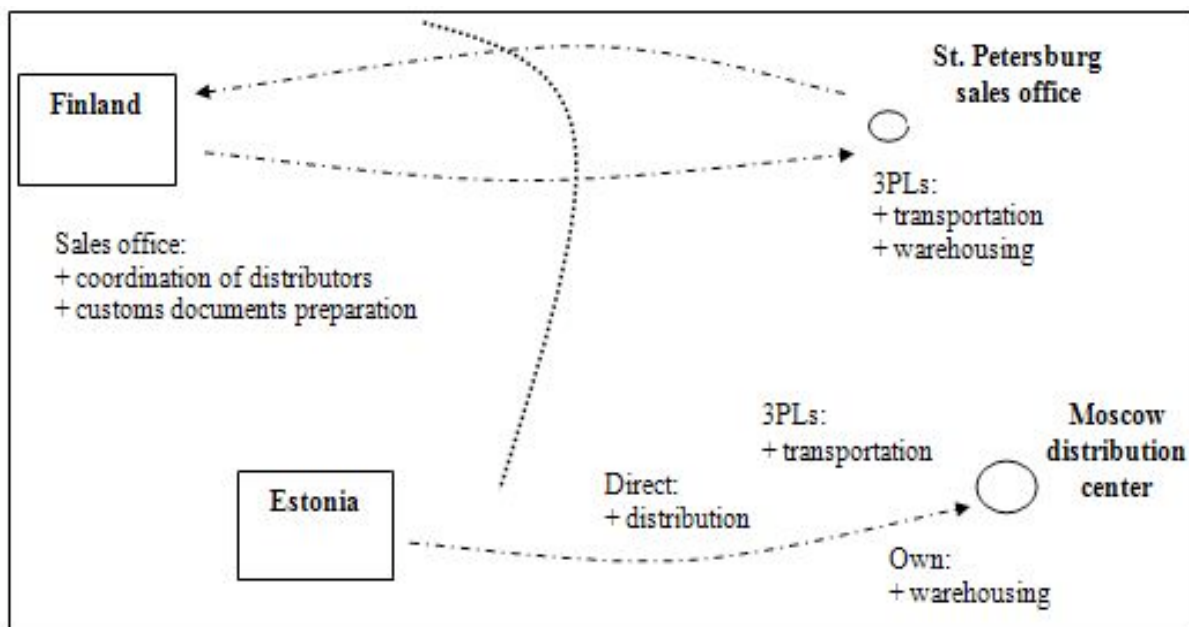 St. Petersburg
sales office
Finland
3PLs:
+ transportation
+ warehousing
Sales office:
+ coordination of distributors
+ customs documents preparation
3PLs:
+ transportation
Moscow
distribution
center
Estonia
Direct:
+ distribution
Own:
+ warehousing